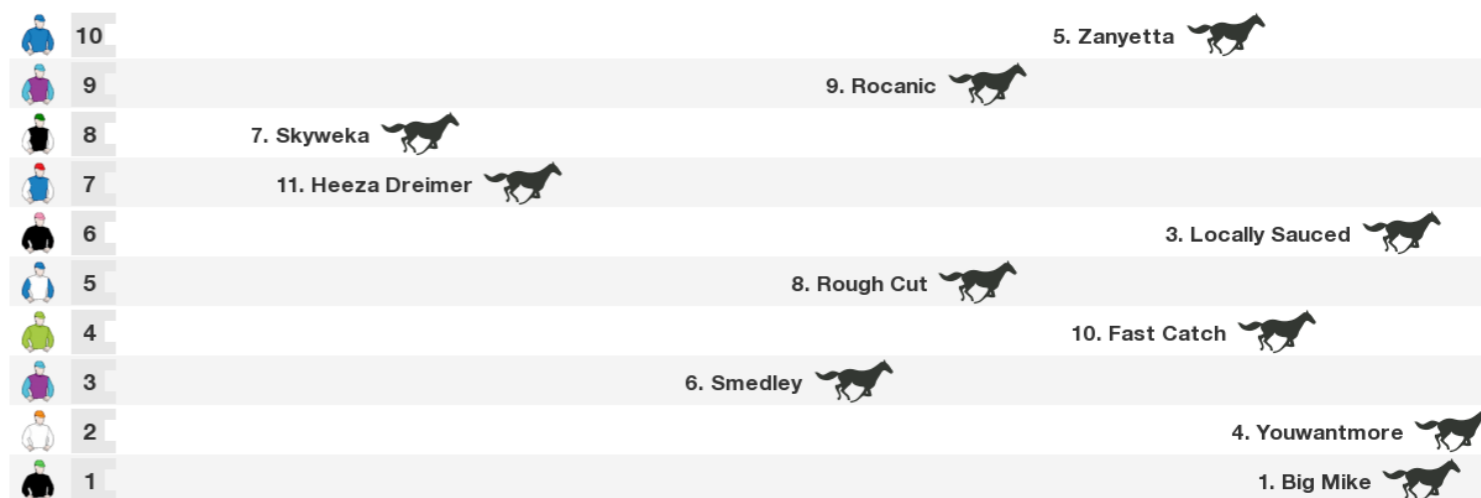 10 5. Zanyetta
9 9. Rocanic
8 7. Skyweka
7 11. Heeza Dreimer
6 3. Locally Sauced
5 8. Rough Cut
4 10. Fast Catch
3 6. Smedley
2 4. Youwantmore
1 1. Big Mike